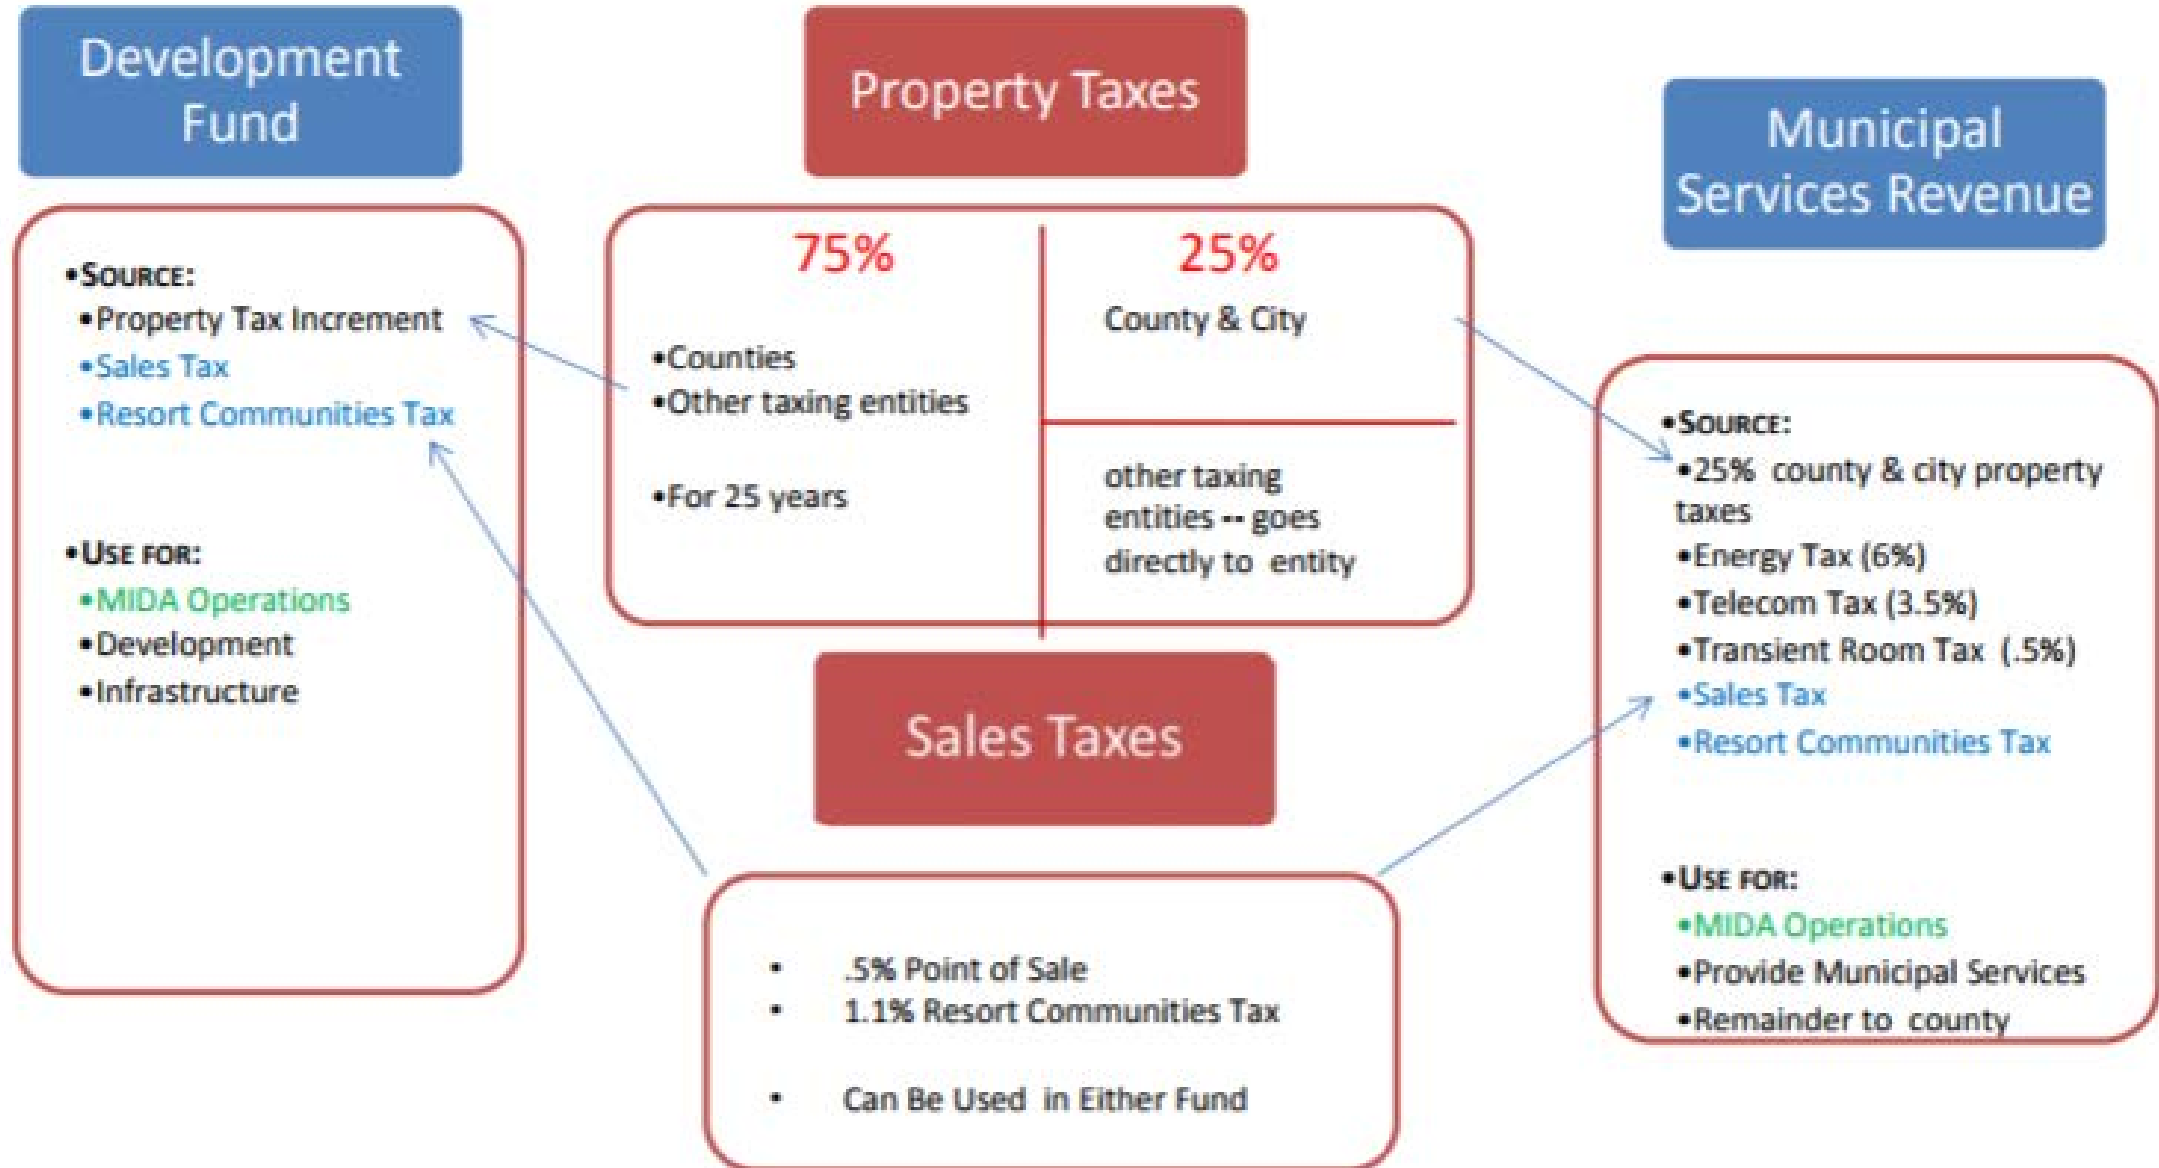 Development
Fund
•SOURCE:
•Property Tax Increment
•Sales Tax
•Resort Communities Tax
•USE FOR:
•MIDA Operations
•Development
•Infrastructure
Property Taxes
75%
•Counties
•Other taxing entities
•For 25 years
25%
County & City
other taxing
entities -- goes
directly to entity
Sales Taxes
• .5% Point of Sale
• 1.1% Resort Communities Tax
• Can Be Used in Either Fund
Municipal
Services Revenue
•SOURCE:
•25% county & city property
taxes
•Energy Tax (6%)
•Telecom Tax (3.5%)
•Transient Room Tax (.5%)
•Sales Tax
•Resort Communities Tax
•USE FOR:
•MIDA Operations
•Provide Municipal Services
•Remainder to county